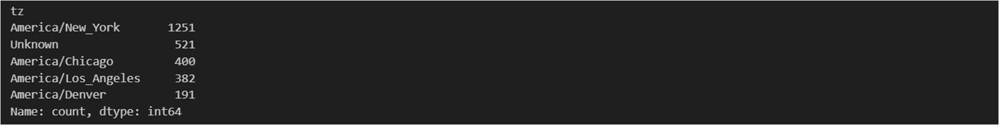 tz
America/New_York       1251
Unknown                 521
America/Chicago         400
America/Los_Angeles     382
America/Denver          191
Name: count, dtype: int64